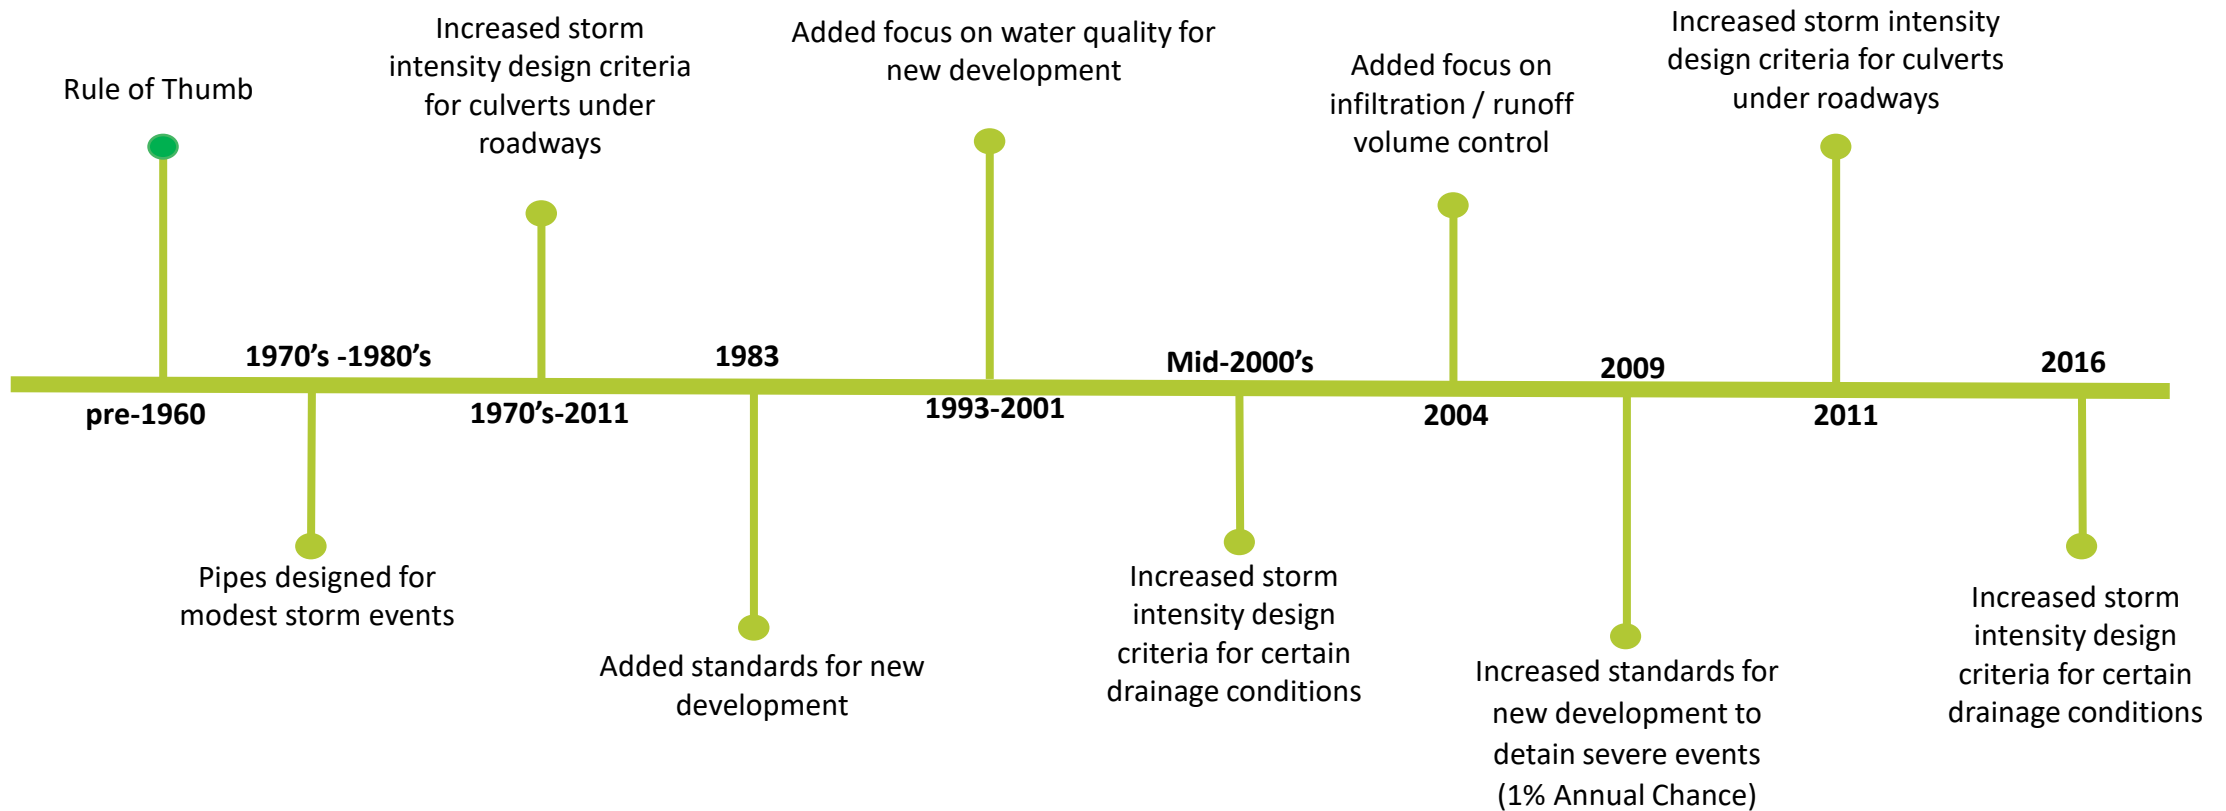 Rule of Thumb
pre-1960
1970's -1980's
Pipes designed for
modest storm events
Increased storm
intensity design criteria
for culverts under
roadways
1970's-2011
1983
Added standards for new
development
Added focus on water quality for
new development
1993-2001
Mid-2000's
Increased storm
intensity design
criteria for certain
drainage conditions
Added focus on
infiltration / runoff
volume control
2004
2009
Increased standards for
new development to
detain severe events
(1% Annual Chance)
Increased storm intensity
design criteria for culverts
under roadways
2011
2016
Increased storm
intensity design
criteria for certain
drainage conditions